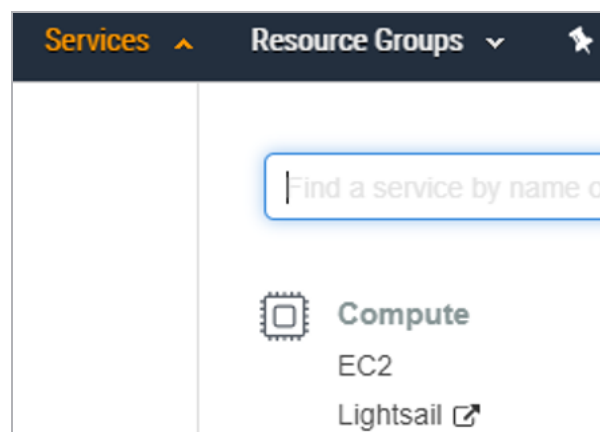 Services Resource Groups
Find a service by name o
Compute
EC2
Lightsail